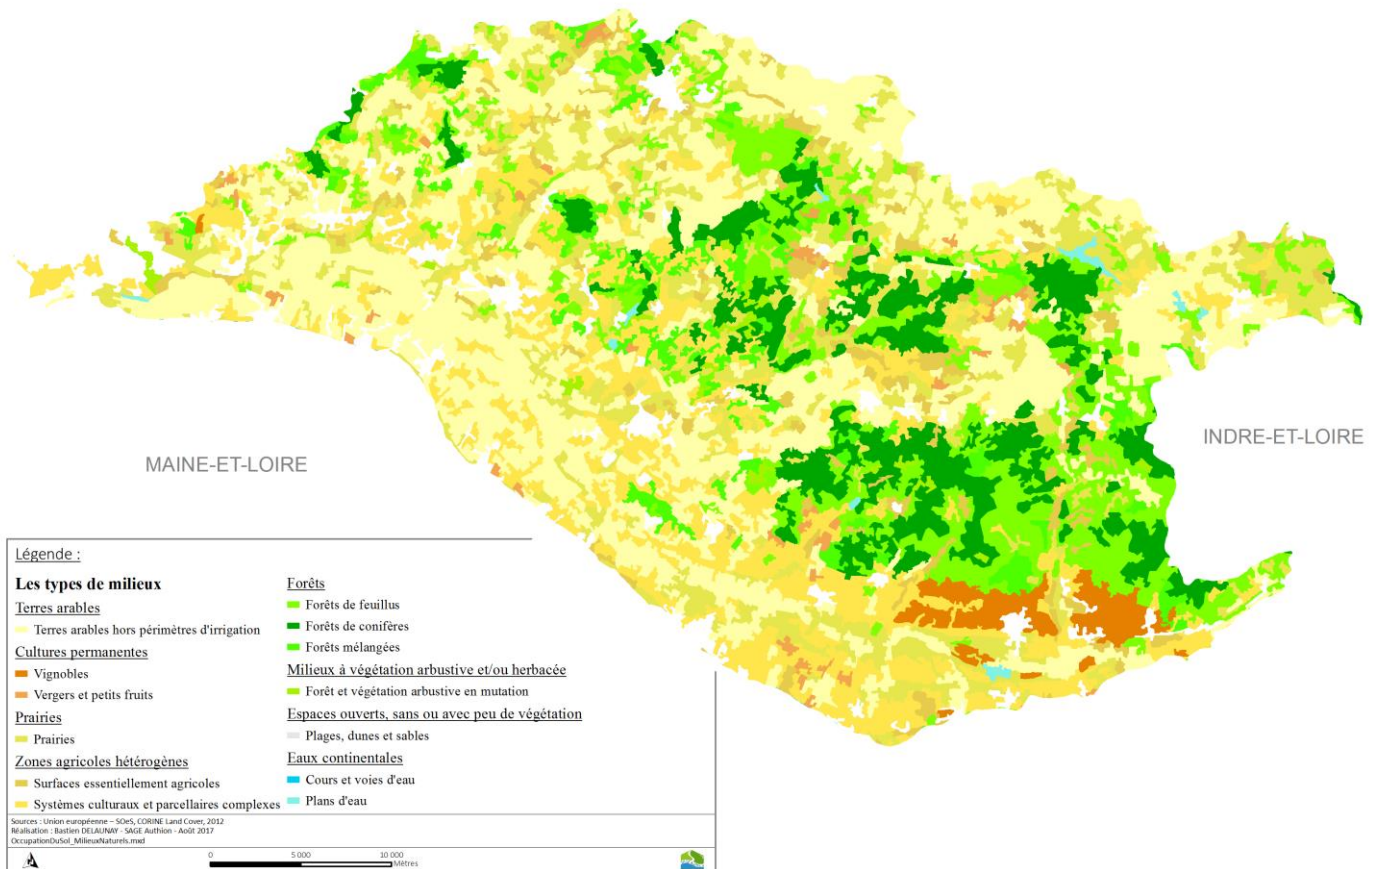 INDRE-ET-LOIRE
MAINE-ET-LOIRE
Légende :
Les types de milieux
Terres arables
Terres arables hors périmètres d'irrigation
Cultures permanentes
Vignobles
Vergers et petits fruits
Prairies
Prairies
Zones agricoles hétérogènes
Surfaces essentiellement agricoles
Systèmes culturaux et parcellaires complexes
Forêts
Forêts de feuillus
Forêts de conifères
Forêts mélangées
Milieux à végétation arbustive et/ou herbacée
Forêt et végétation arbustive en mutation
Espaces ouverts, sans ou avec peu de végétation
Plages, dunes et sables
Eaux continentales
Cours et voies d'eau
Plans d'eau
Sources : Union européenne – SOeS, CORINE Land Cover, 2012
Réalisation : Bastien DELAUNAY - SAGE Authion - Août 2017
OccupationDuSol_MilieuxNaturels.mxd
0 5 000 10 000
Mètres